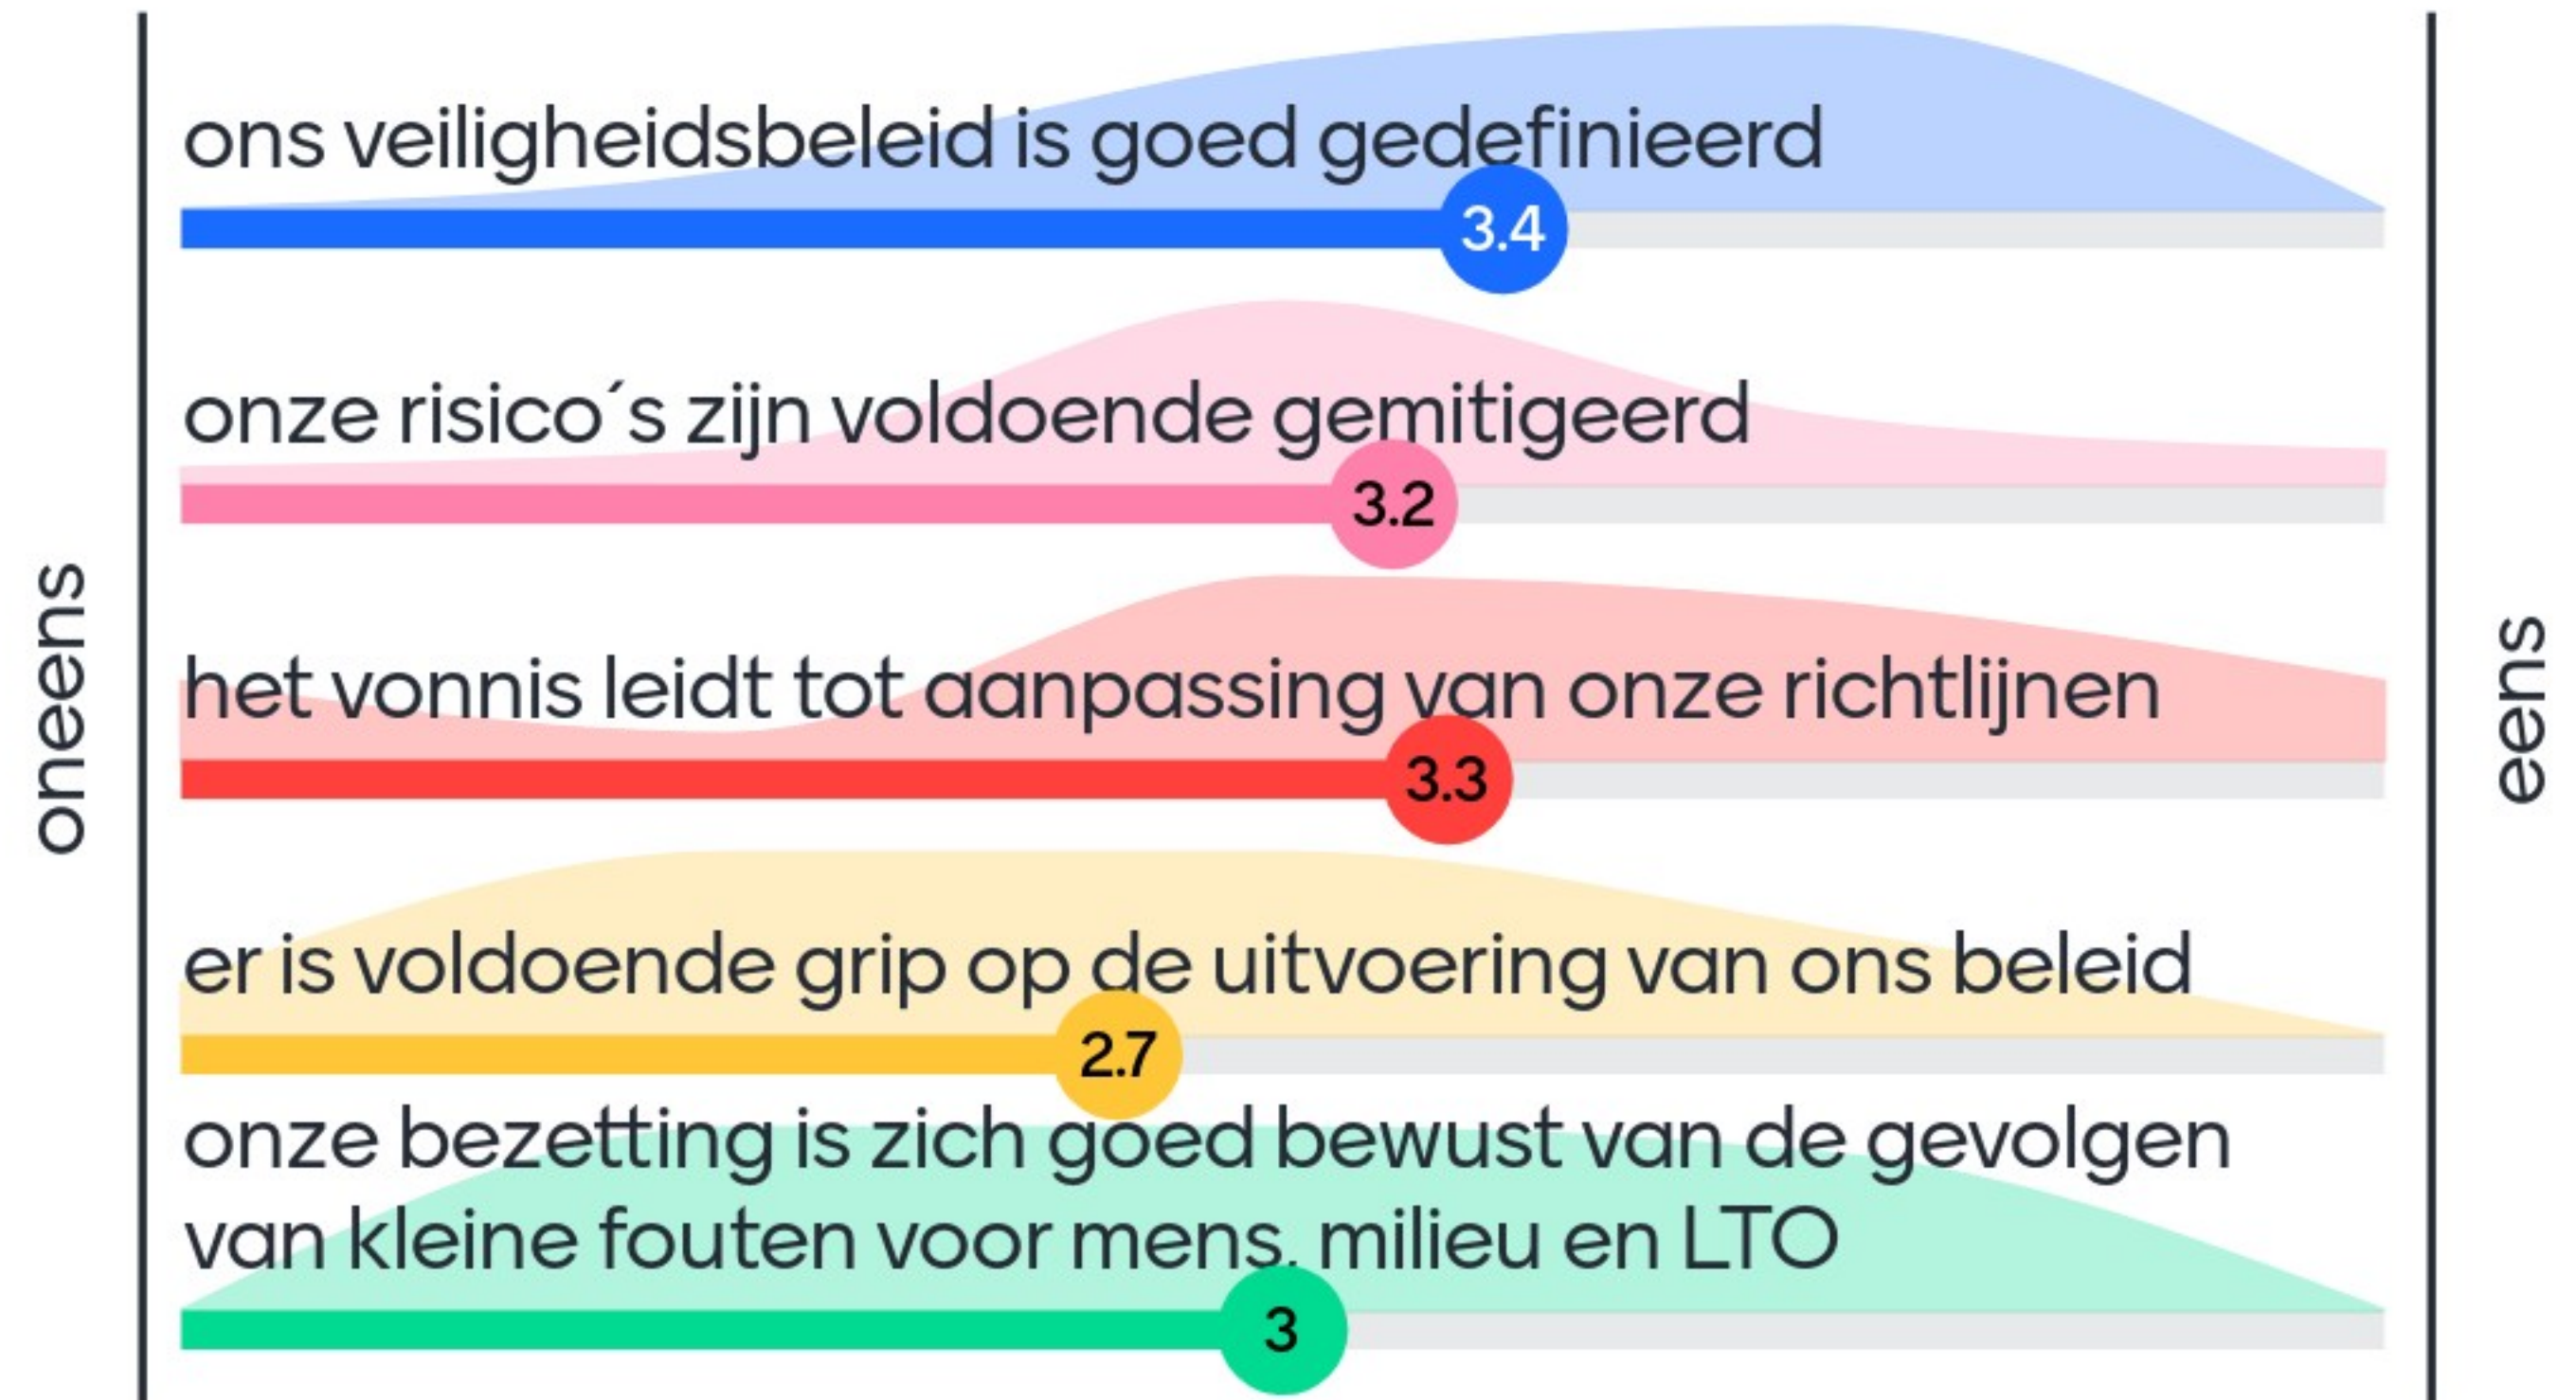 ons veiligheidsbeleid is goed gedefinieerd
3.4
onze risico´s zijn voldoende gemitigeerd
3.2
oneens
het vonnis leidt tot aanpassing van onze richtlijnen
3.3
eens
er is voldoende grip op de uitvoering van ons beleid
2.7
onze bezetting is zich goed bewust van de gevolgen
van kleine fouten voor mens, milieu en LTO
3